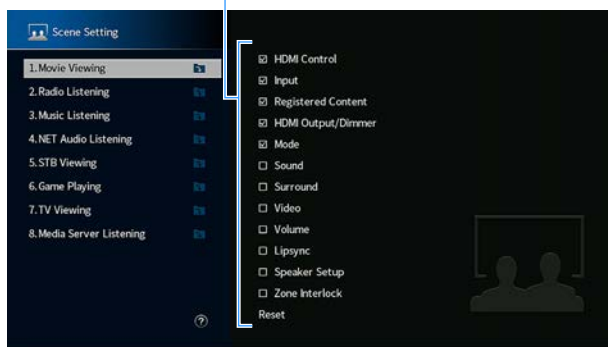 Scene Setting
1.Movie Viewing
2.Radio Listening
3.Music Listening
4.NET Audio Listening
5.STB Viewing
6.Game Playing
7.TV Viewing
8.Media Server Listening
?
HDMI Control
Input
Registered Content
HDMI Output/Dimmer
Mode
Sound
Surround
Video
Volume
Lipsync
Speaker Setup
Zone Interlock
Reset